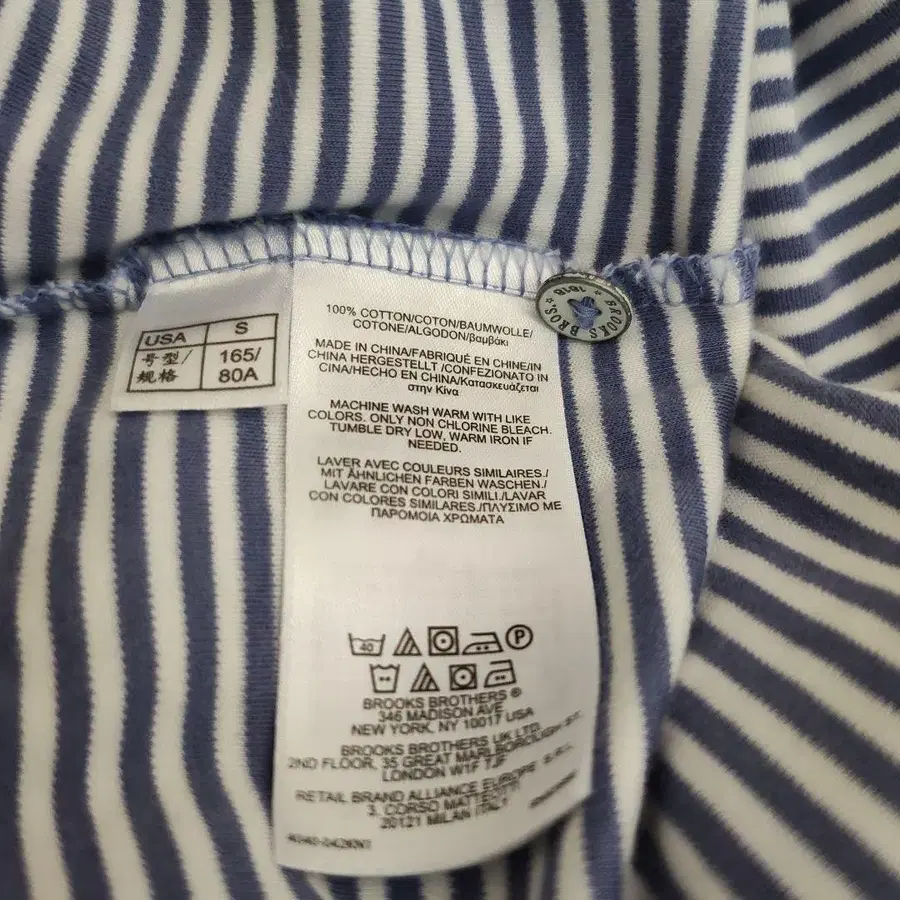 USA S
号型/ 165/
规格 80A
100% COTTON/COTON/BAUMWOLLE/
COTONE/ALGODON/βαμβάκι
MADE IN CHINA/FABRIQUÉ EN CHINE/IN
CHINA HERGESTELLT /CONFEZIONATO IN
CINA/HECHO EN CHINA/Κατασκευάζεται
στην Κίνα
MACHINE WASH WARM WITH LIKE
COLORS. ONLY NON CHLORINE BLEACH.
TUMBLE DRY LOW, WARM IRON IF
NEEDED.
LAVER AVEC COULEURS SIMILAIRES./
MIT ÄHNLICHEN FARBEN WASCHEN./
LAVARE CON COLORI SIMILI./LAVAR
CON COLORES SIMILARES./ΠΛΥΣΙΜΟ ΜΕ
ΠΑΡΟΜΟΙΑ ΧΡΩΜΑΤΑ
40 P
BROOKS BROTHERS ®
346 MADISON AVE
NEW YORK, NY 10017 USA
BROOKS BROTHERS UK LTD
2ND FLOOR, 35 GREAT MARLBOROUGH ST.
LONDON W1F 7JF
RETAIL BRAND ALLIANCE EUROPE S.R.L.
3, CORSO MATTEOTTI
20121 MILAN ITALY
BROOKS BROS. 1818